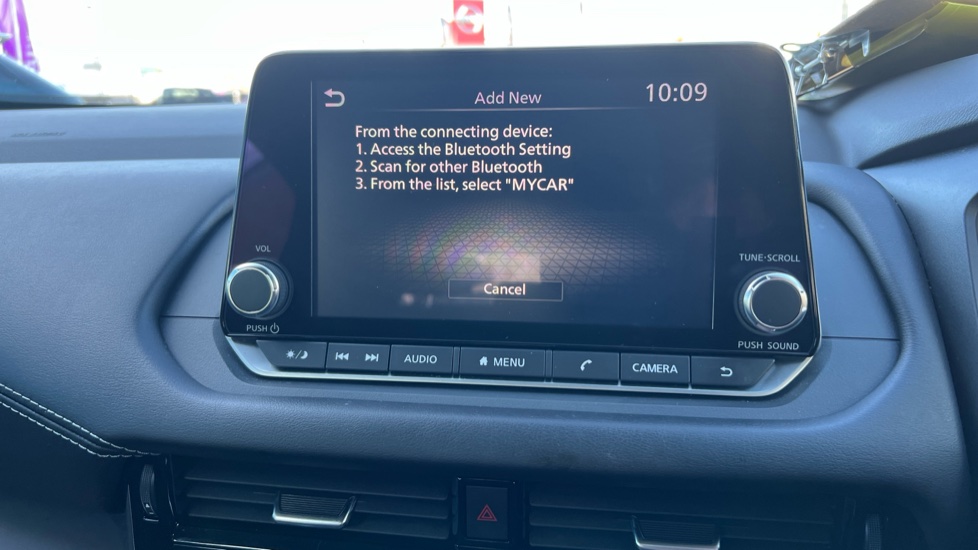 Add New
10:09
From the connecting device:
1. Access the Bluetooth Setting
2. Scan for other Bluetooth
3. From the list, select "MYCAR"
Cancel
VOL
PUSH
TUNE·SCROLL
PUSH SOUND
AUDIO
MENU
CAMERA